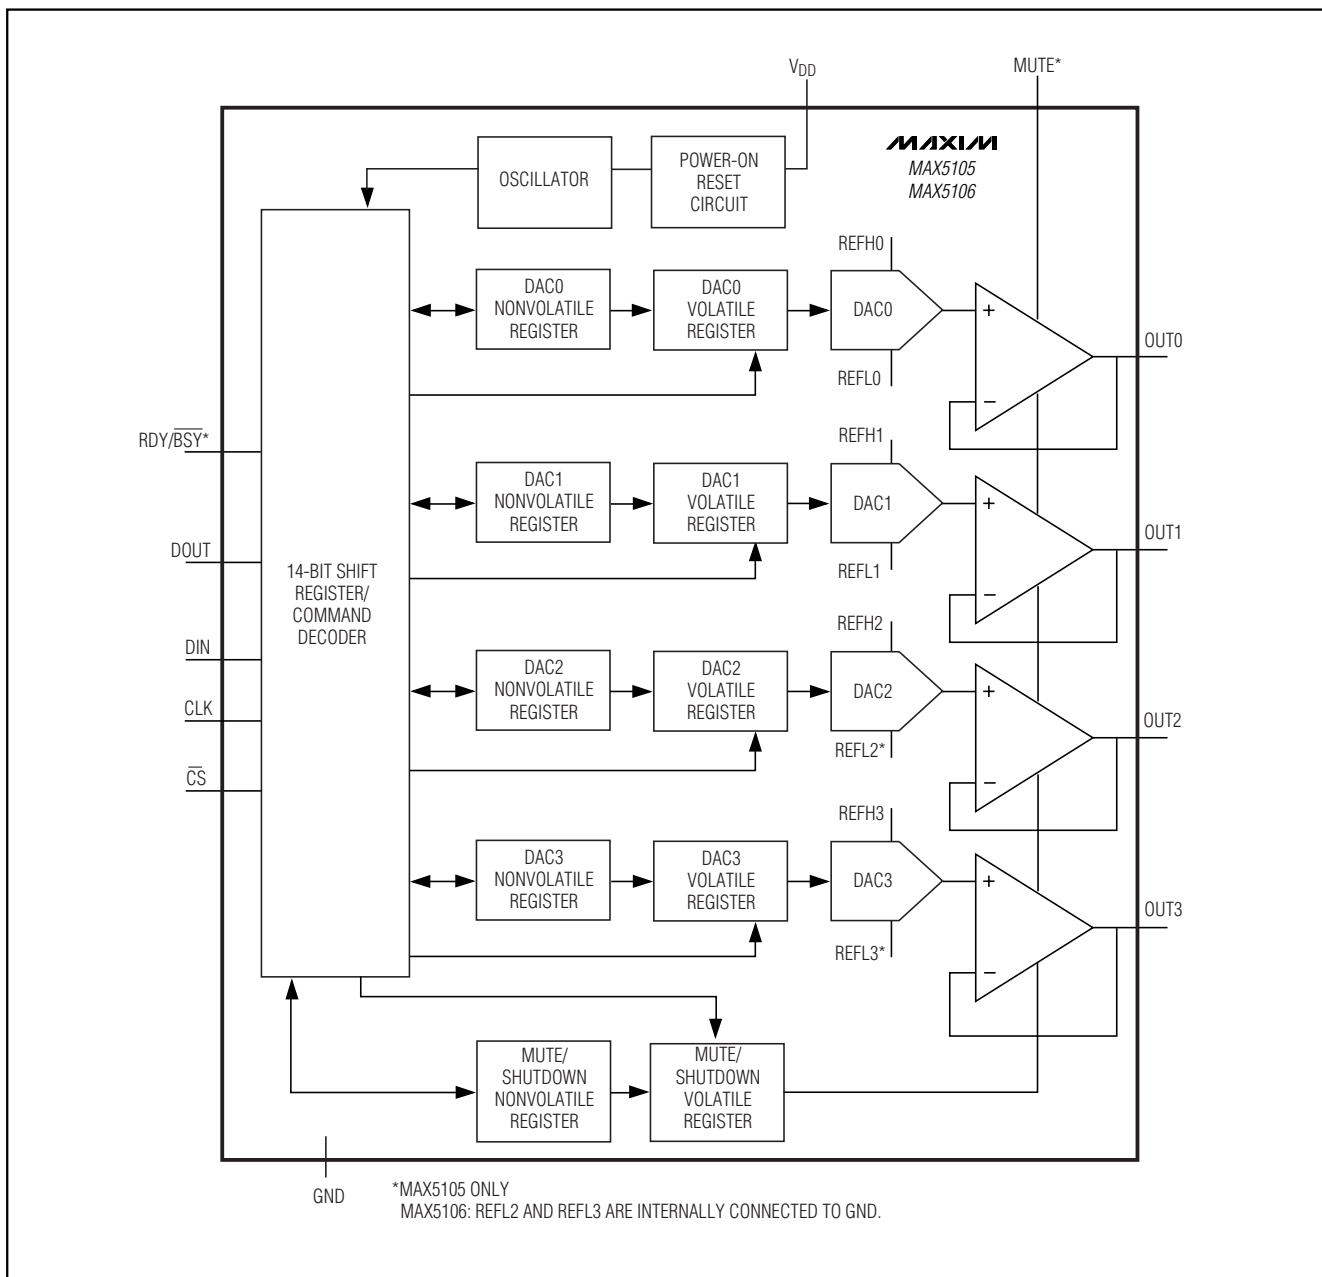 V_DD
MUTE*
MAXIM
MAX5105
MAX5106
OSCILLATOR
POWER-ON
RESET
CIRCUIT
REFH0
DAC0
NONVOLATILE
REGISTER
DAC0
VOLATILE
REGISTER
DAC0
+
−
OUT0
REFL0
RDY/B̅S̅Y̅*
REFH1
DAC1
NONVOLATILE
REGISTER
DAC1
VOLATILE
REGISTER
DAC1
+
−
OUT1
REFL1
DOUT
14-BIT SHIFT
REGISTER/
COMMAND
DECODER
DIN
CLK
C̅S̅
REFH2
DAC2
NONVOLATILE
REGISTER
DAC2
VOLATILE
REGISTER
DAC2
+
−
OUT2
REFL2*
REFH3
DAC3
NONVOLATILE
REGISTER
DAC3
VOLATILE
REGISTER
DAC3
+
−
OUT3
REFL3*
MUTE/
SHUTDOWN
NONVOLATILE
REGISTER
MUTE/
SHUTDOWN
VOLATILE
REGISTER
GND
*MAX5105 ONLY
MAX5106: REFL2 AND REFL3 ARE INTERNALLY CONNECTED TO GND.